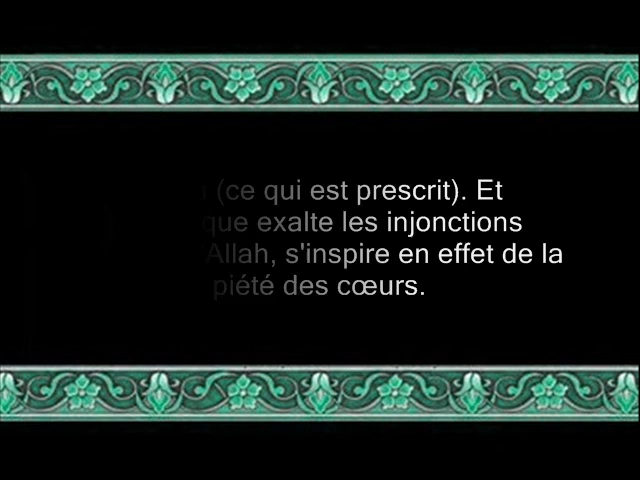 (ce qui est prescrit). Et
que exalte les injonctions
Allah, s'inspire en effet de la
piété des cœurs.